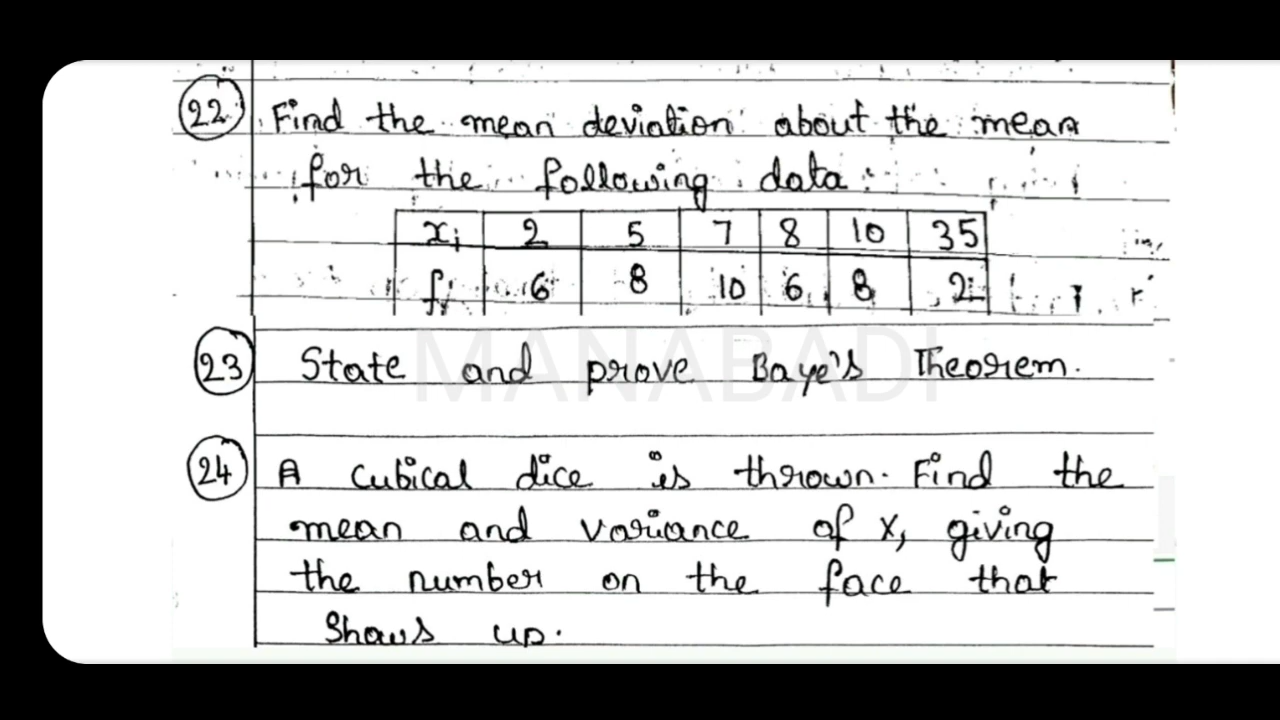 22 Find the mean deviation about the mean
for the following data:
xi 2 5 7 8 10 35
fi 6 8 10 6 8 2
MANABADI
23 State and prove Baye's Theorem.
24 A cubical dice is thrown. Find the
mean and variance of X, giving
the number on the face that
shows up.